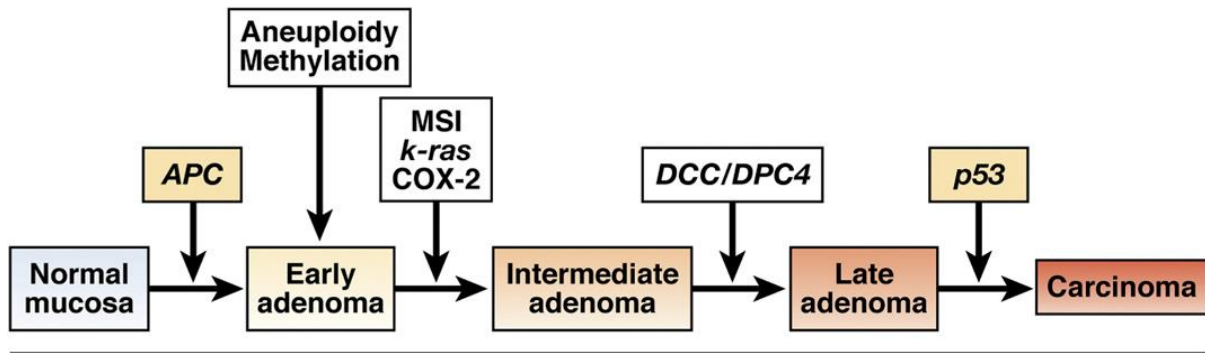 Aneuploidy
Methylation
MSI
k-ras
COX-2
APC
DCC/DPC4
p53
Normal
mucosa
Early
adenoma
Intermediate
adenoma
Late
adenoma
Carcinoma